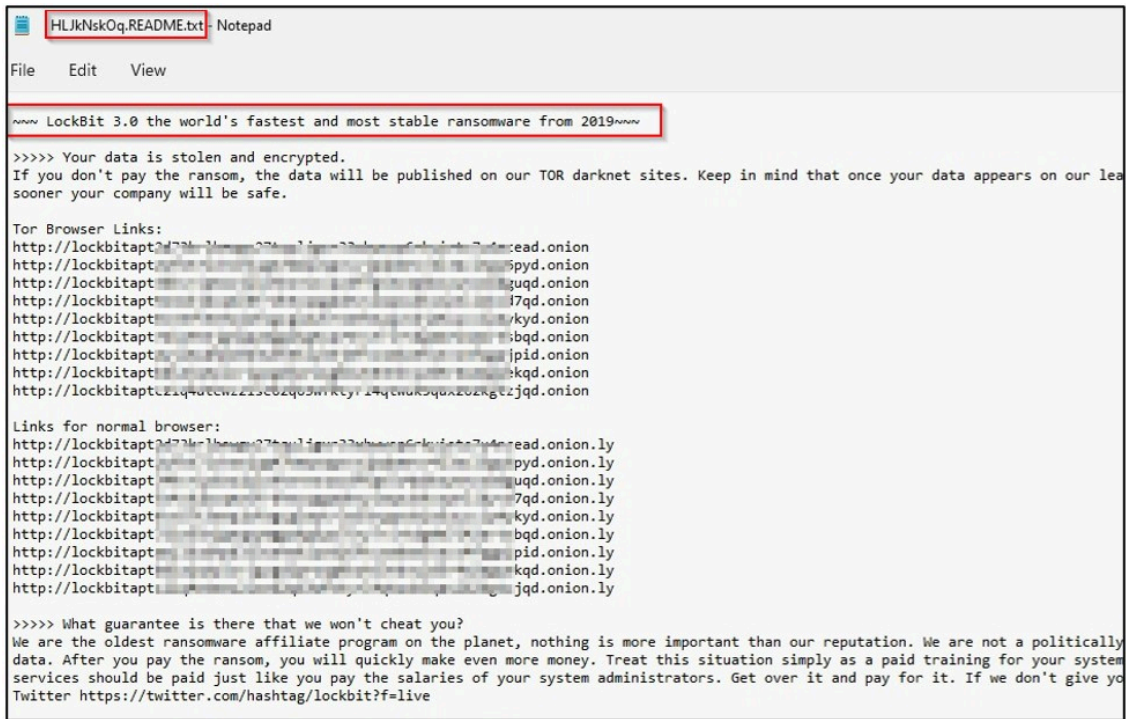 HLJkNskOq.README.txt - Notepad
File Edit View
~~~ LockBit 3.0 the world's fastest and most stable ransomware from 2019~~~
>>>>> Your data is stolen and encrypted.
If you don't pay the ransom, the data will be published on our TOR darknet sites. Keep in mind that once your data appears on our lea
sooner your company will be safe.
Tor Browser Links:
http://lockbitapt ead.onion
http://lockbitapt pyd.onion
http://lockbitapt uqd.onion
http://lockbitapt 7qd.onion
http://lockbitapt kyd.onion
http://lockbitapt bqd.onion
http://lockbitapt pid.onion
http://lockbitapt kqd.onion
http://lockbitapt jqd.onion
Links for normal browser:
http://lockbitapt ead.onion.ly
http://lockbitapt pyd.onion.ly
http://lockbitapt uqd.onion.ly
http://lockbitapt 7qd.onion.ly
http://lockbitapt kyd.onion.ly
http://lockbitapt bqd.onion.ly
http://lockbitapt pid.onion.ly
http://lockbitapt kqd.onion.ly
http://lockbitapt jqd.onion.ly
>>>>> What guarantee is there that we won't cheat you?
We are the oldest ransomware affiliate program on the planet, nothing is more important than our reputation. We are not a politically
data. After you pay the ransom, you will quickly make even more money. Treat this situation simply as a paid training for your system
services should be paid just like you pay the salaries of your system administrators. Get over it and pay for it. If we don't give yo
Twitter https://twitter.com/hashtag/lockbit?f=live